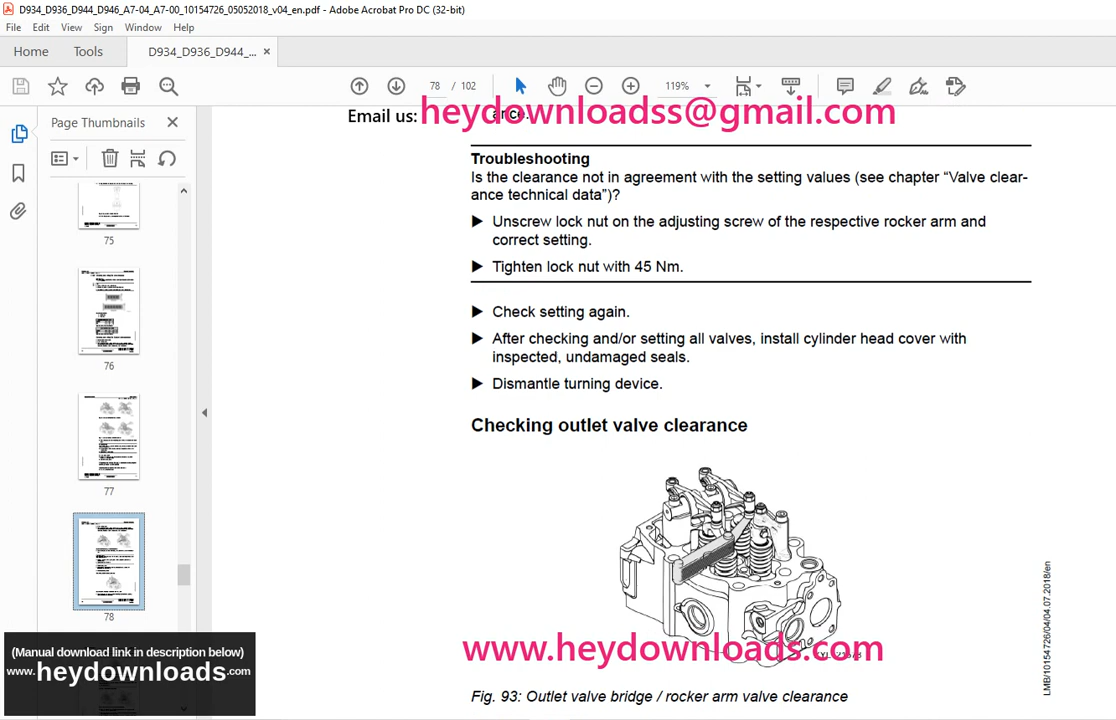 D934_D936_D944_D946_A7-04_A7-00_10154726_05052018_v04_en.pdf - Adobe Acrobat Pro DC (32-bit)
File Edit View Sign Window Help
Home Tools D934_D936_D944_... ×
78 / 102 119%
Email us: heydownloadss@gmail.com
Page Thumbnails
Troubleshooting
Is the clearance not in agreement with the setting values (see chapter “Valve clear-
ance technical data”)?
▶ Unscrew lock nut on the adjusting screw of the respective rocker arm and
correct setting.
▶ Tighten lock nut with 45 Nm.
▶ Check setting again.
▶ After checking and/or setting all valves, install cylinder head cover with
inspected, undamaged seals.
▶ Dismantle turning device.
Checking outlet valve clearance
www.heydownloads.com
Fig. 93: Outlet valve bridge / rocker arm valve clearance
LMB/10154726/04/04.07.2018/en
75
76
77
78
(Manual download link in description below)
www.heydownloads.com